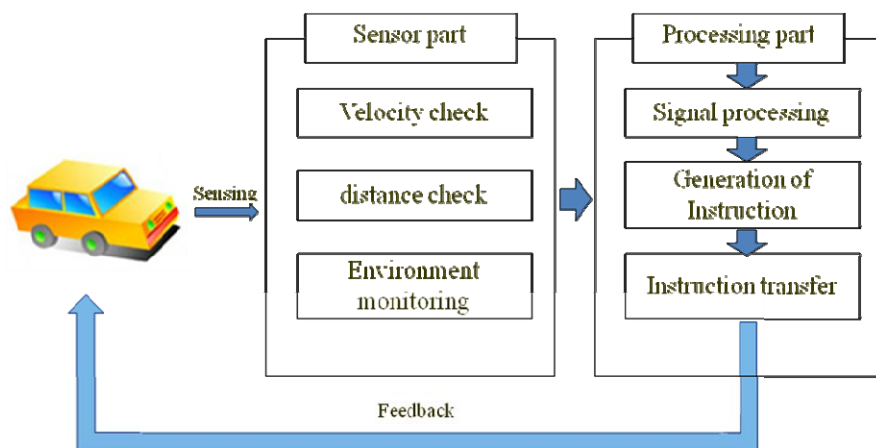 Sensor part
Velocity check
distance check
Environment
monitoring
Processing part
Signal processing
Generation of
Instruction
Instruction transfer
Sensing
Feedback